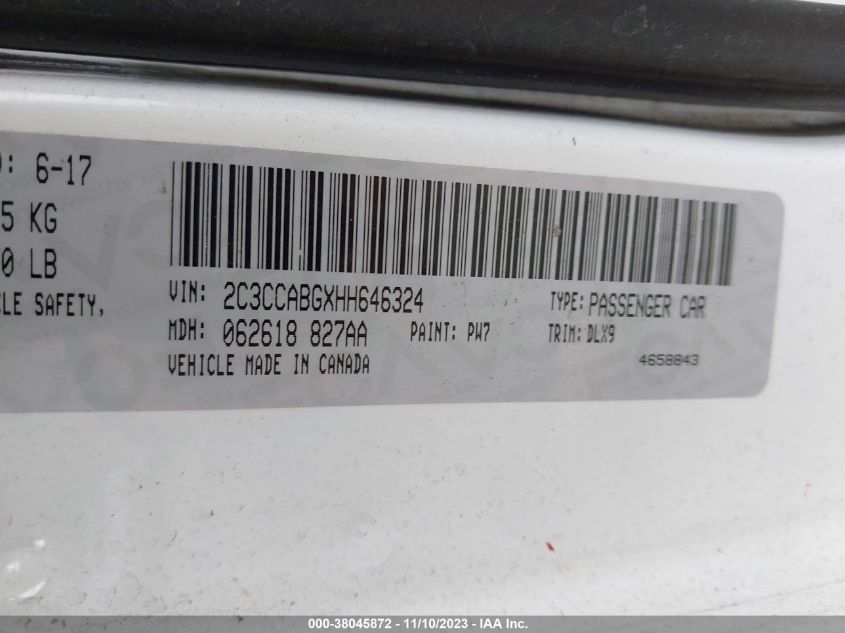 : 6-17
5 KG
0 LB
CLE SAFETY,
VIN: 2C3CCABGXHH646324 TYPE: PASSENGER CAR
MDH: 062618 827AA PAINT: PW7 TRIM: DLX9
VEHICLE MADE IN CANADA 4658843
000-38045872 - 11/10/2023 - IAA Inc.